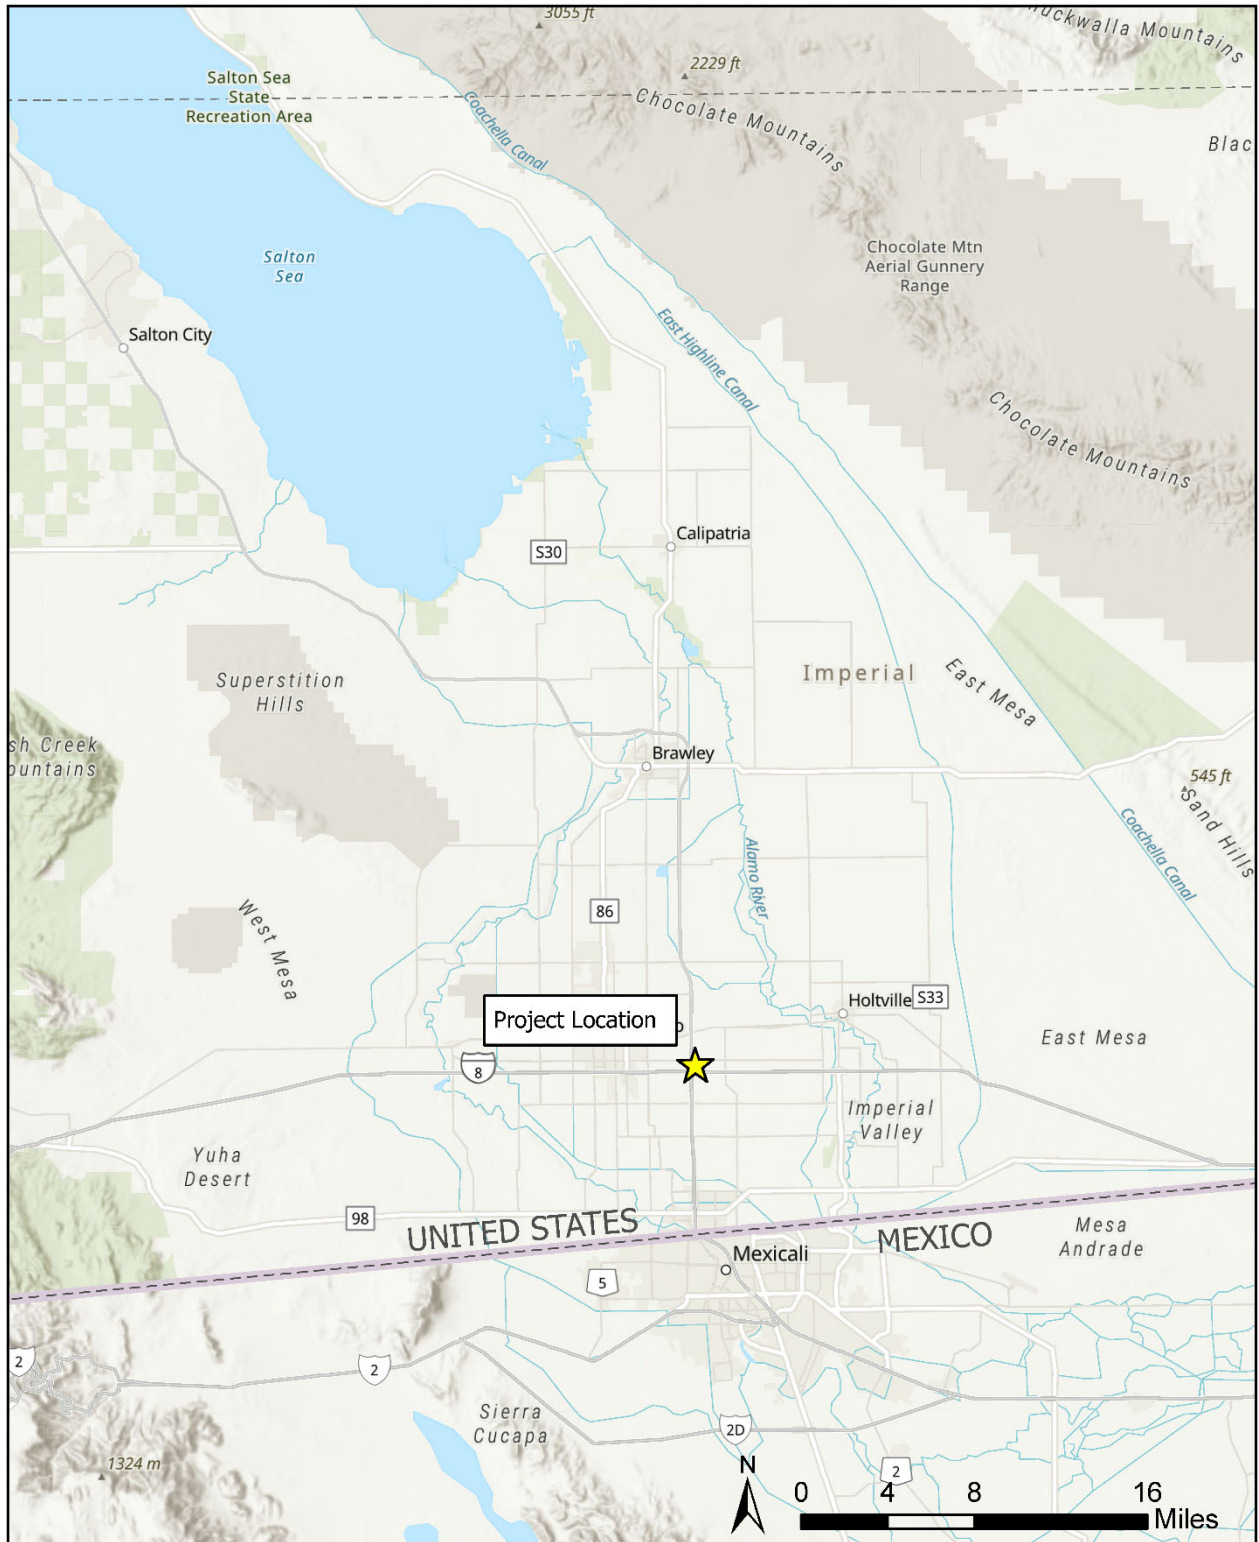 3055 ft
Mountains
Salton Sea
State
Recreation Area
2229 ft
Coachella Canal
Chocolate Mountains
Blac
Salton
Sea
Chocolate Mtn
Aerial Gunnery
Range
Salton City
East Highline Canal
Chocolate Mountains
Calipatria
S30
Superstition
Hills
Imperial
East Mesa
sh Creek
ountains
Brawley
545 ft
Sand Hills
Coachella Canal
Alamo River
86
West Mesa
Holtville
S33
Project Location
o
East Mesa
8
Imperial
Valley
Yuha
Desert
98
UNITED STATES
MEXICO
Mesa
Andrade
Mexicali
5
2
2
Sierra
Cucapa
2D
1324 m
N
2
0 4 8 16
Miles